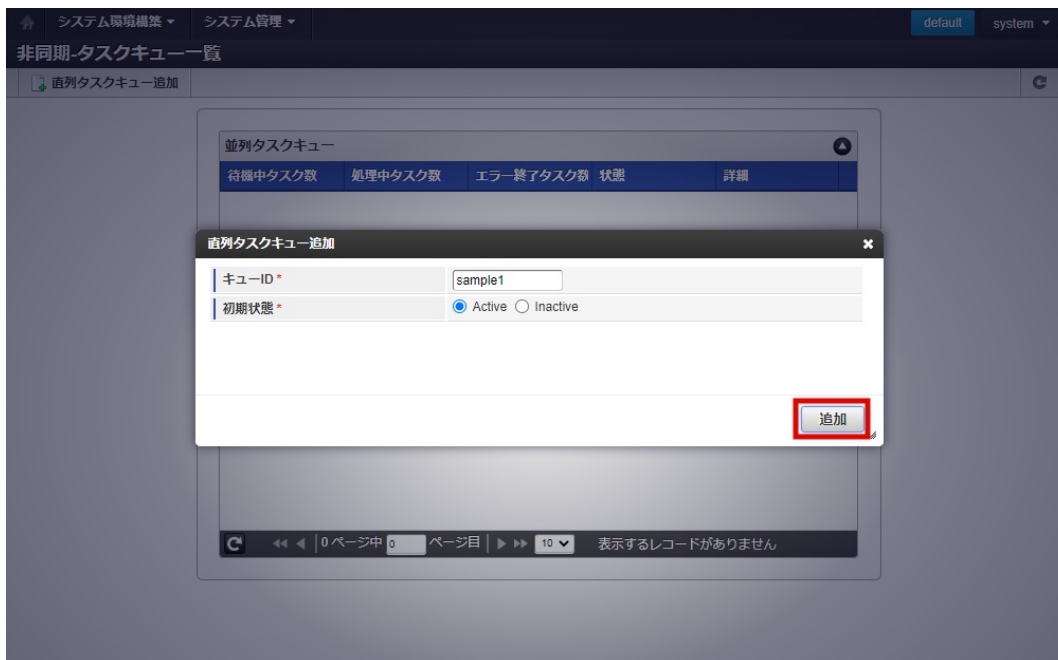 システム環境構築 ▼ システム管理 ▼ default system ▼
非同期-タスクキュー一覧
直列タスクキュー追加
並列タスクキュー
待機中タスク数 処理中タスク数 エラー終了タスク数 状態 詳細
直列タスクキュー追加
キューID * sample1
初期状態 * Active Inactive
追加
0 ページ中 0 ページ目 10 表示するレコードがありません